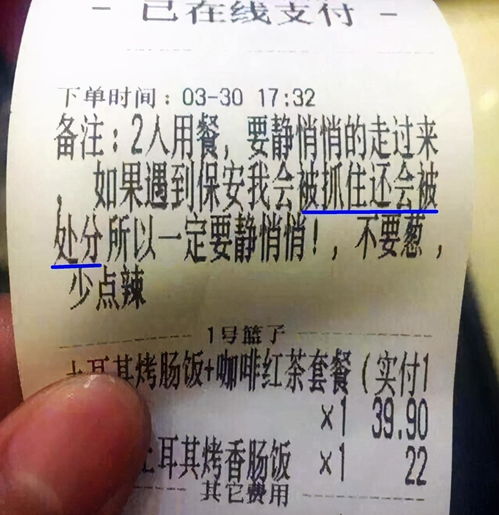 - 已在线支付 -
下单时间：03-30 17:32
备注：2人用餐，要静悄悄的走过来
，如果遇到保安我会被抓住还会被
处分所以一定要静悄悄！，不要葱，
少点辣
1号篮子
土耳其烤肠饭+咖啡红茶套餐（实付1
×1 39.90
土耳其烤香肠饭 ×1 22
其它费用